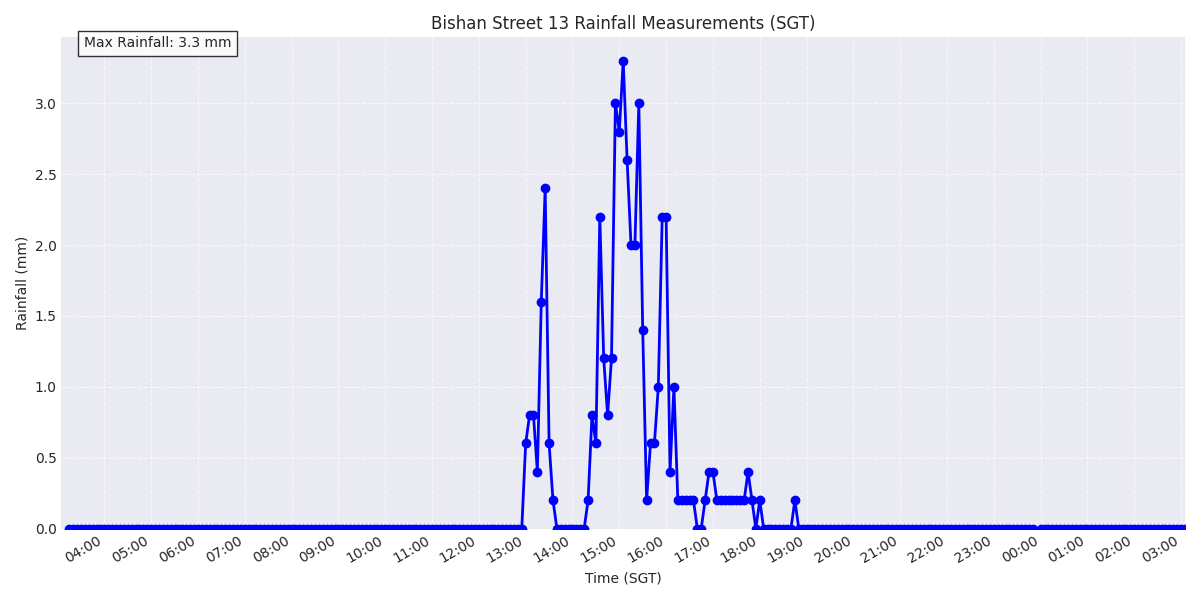 Bishan Street 13 Rainfall Measurements (SGT)
Max Rainfall: 3.3 mm
Rainfall (mm)
3.0
2.5
2.0
1.5
1.0
0.5
0.0
04:00 05:00 06:00 07:00 08:00 09:00 10:00 11:00 12:00 13:00 14:00 15:00 16:00 17:00 18:00 19:00 20:00 21:00 22:00 23:00 00:00 01:00 02:00 03:00
Time (SGT)